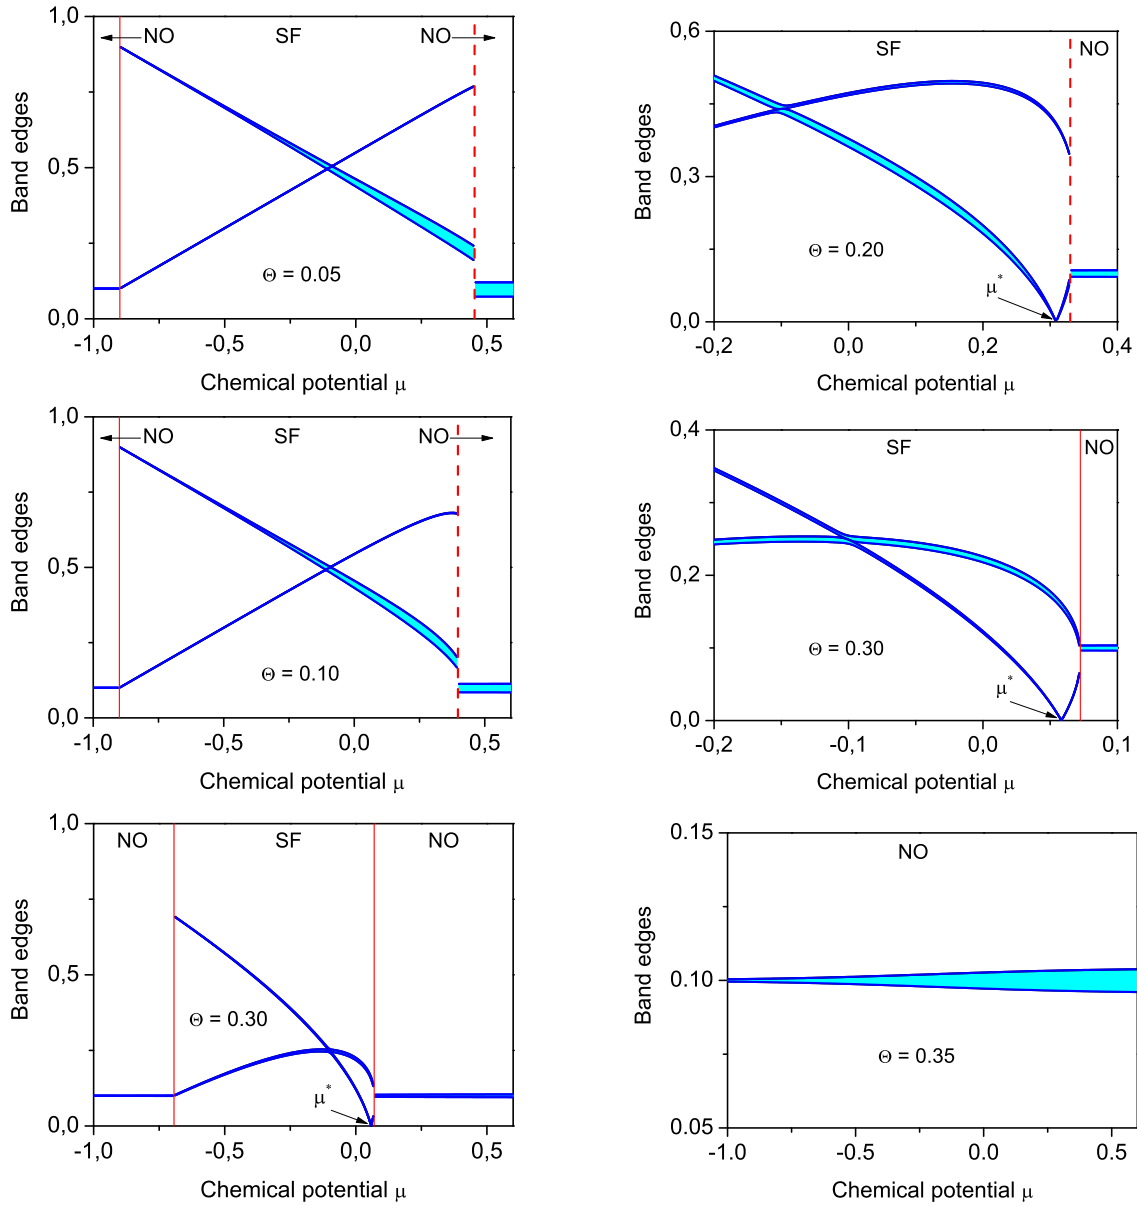 1,0
NO SF NO
Band edges
0,5
Θ = 0.05
0,0
-1,0 -0,5 0,0 0,5
Chemical potential μ
0,6
SF NO
Band edges
0,3
Θ = 0.20
μ*
0,0
-0,2 0,0 0,2 0,4
Chemical potential μ
1,0
NO SF NO
Band edges
0,5
Θ = 0.10
0,0
-1,0 -0,5 0,0 0,5
Chemical potential μ
0,4
SF NO
Band edges
0,2
Θ = 0.30
μ*
0,0
-0,2 -0,1 0,0 0,1
Chemical potential μ
1,0
NO SF NO
Band edges
0,5
Θ = 0.30
μ*
0,0
-1,0 -0,5 0,0 0,5
Chemical potential μ
0.15
NO
Band edges
0.10
Θ = 0.35
0.05
-1.0 -0.5 0.0 0.5
Chemical potential μ